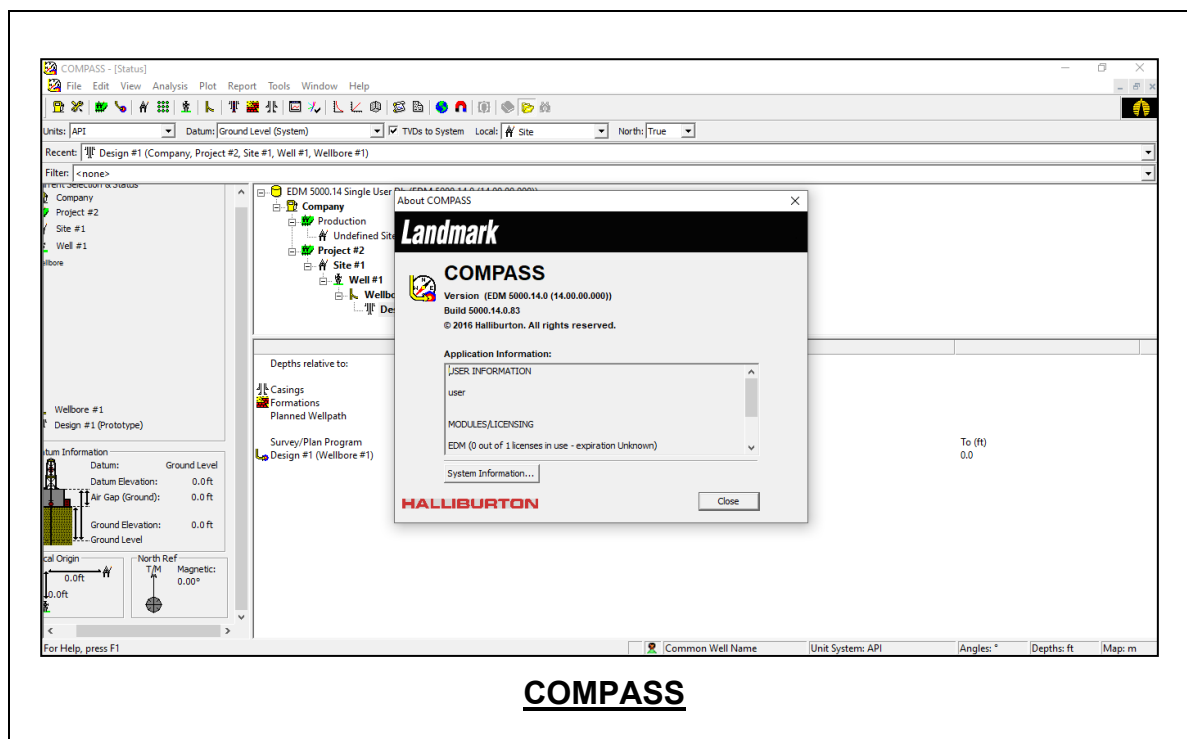 COMPASS - [Status]
File Edit View Analysis Plot Report Tools Window Help
Units: API Datum: Ground Level (System) TVDs to System Local: Site North: True
Recent: Design #1 (Company, Project #2, Site #1, Well #1, Wellbore #1)
Filter: <none>
Company
Project #2
Site #1
Well #1
Wellbore #1
Design #1 (Prototype)
Datum: Ground Level
Datum Elevation: 0.0 ft
Air Gap (Ground): 0.0 ft
Ground Elevation: 0.0 ft
Ground Level
North Ref
T/M Magnetic:
0.00°
0.0ft
0.0ft
EDM 5000.14 Single User
Company
Production
Undefined Site
Project #2
Site #1
Well #1
Depths relative to:
Casings
Formations
Planned Wellpath
Survey/Plan Program To (ft)
Design #1 (Wellbore #1) 0.0
About COMPASS
Landmark
COMPASS
Version (EDM 5000.14.0 (14.00.00.000))
Build 5000.14.0.83
© 2016 Halliburton. All rights reserved.
Application Information:
USER INFORMATION
user
MODULES/LICENSING
EDM (0 out of 1 licenses in use - expiration Unknown)
System Information...
HALLIBURTON Close
For Help, press F1 Common Well Name Unit System: API Angles: ° Depths: ft Map: m
COMPASS